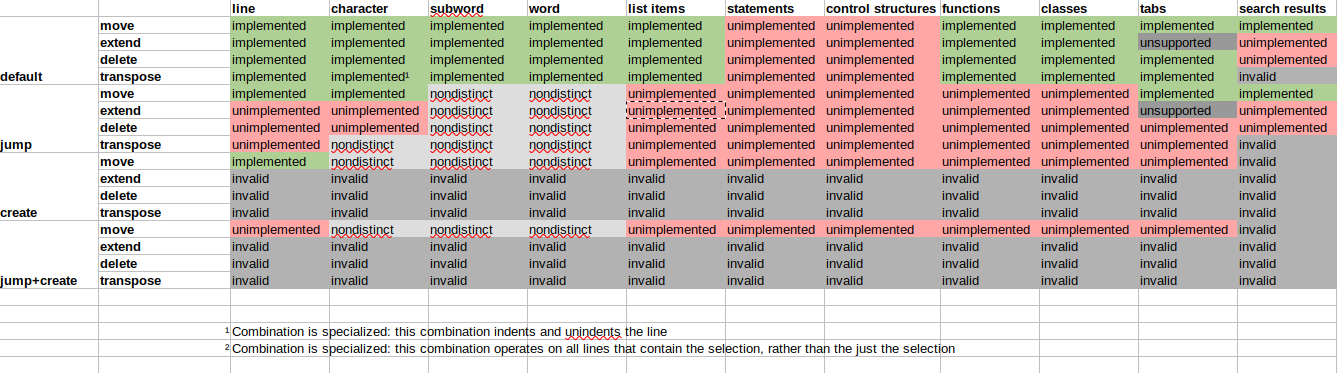 line character subword word list items statements control structures functions classes tabs search results
move implemented implemented implemented implemented implemented unimplemented unimplemented implemented implemented implemented implemented
extend implemented implemented implemented implemented implemented unimplemented unimplemented implemented implemented unsupported unimplemented
delete implemented implemented implemented implemented implemented unimplemented unimplemented implemented implemented implemented unimplemented
default transpose implemented implemented¹ implemented implemented implemented unimplemented unimplemented implemented implemented implemented invalid
move implemented implemented nondistinct nondistinct unimplemented unimplemented unimplemented unimplemented unimplemented implemented implemented
extend unimplemented unimplemented nondistinct nondistinct unimplemented unimplemented unimplemented unimplemented unimplemented unsupported unimplemented
delete unimplemented unimplemented nondistinct nondistinct unimplemented unimplemented unimplemented unimplemented unimplemented unimplemented unimplemented
jump transpose unimplemented nondistinct nondistinct nondistinct unimplemented unimplemented unimplemented unimplemented unimplemented unimplemented invalid
move implemented nondistinct nondistinct nondistinct unimplemented unimplemented unimplemented unimplemented unimplemented unimplemented invalid
extend invalid invalid invalid invalid invalid invalid invalid invalid invalid invalid invalid
delete invalid invalid invalid invalid invalid invalid invalid invalid invalid invalid invalid
create transpose invalid invalid invalid invalid invalid invalid invalid invalid invalid invalid invalid
move unimplemented nondistinct nondistinct nondistinct unimplemented unimplemented unimplemented unimplemented unimplemented unimplemented invalid
extend invalid invalid invalid invalid invalid invalid invalid invalid invalid invalid invalid
delete invalid invalid invalid invalid invalid invalid invalid invalid invalid invalid invalid
jump+create transpose invalid invalid invalid invalid invalid invalid invalid invalid invalid invalid invalid
¹ Combination is specialized: this combination indents and unindents the line
² Combination is specialized: this combination operates on all lines that contain the selection, rather than the just the selection